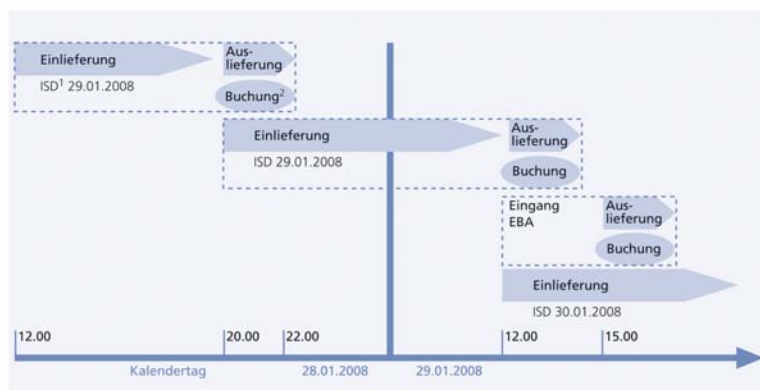 Einlieferung
Aus-
lieferung
ISD¹ 29.01.2008
Buchung²
Einlieferung
Aus-
lieferung
ISD 29.01.2008
Buchung
Eingang
EBA
Aus-
lieferung
Buchung
Einlieferung
ISD 30.01.2008
12.00 20.00 22.00 12.00 15.00
Kalendertag 28.01.2008 29.01.2008